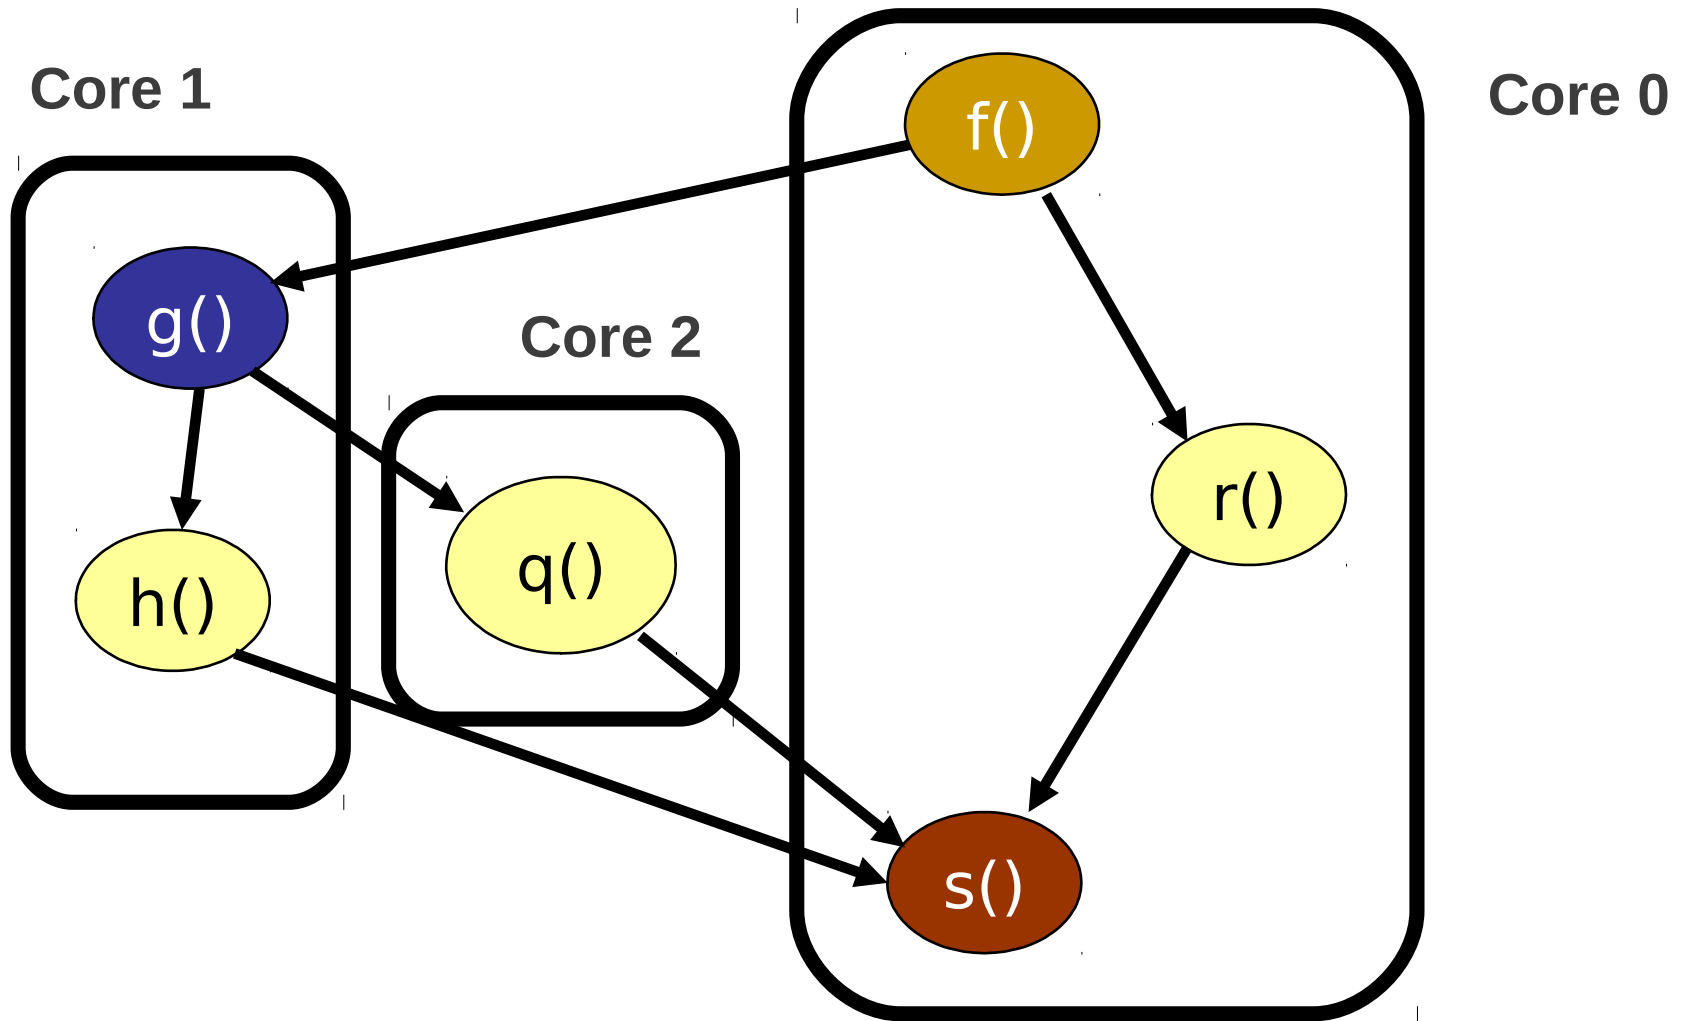 Core 1
Core 0
f()
g()
Core 2
r()
q()
h()
s()